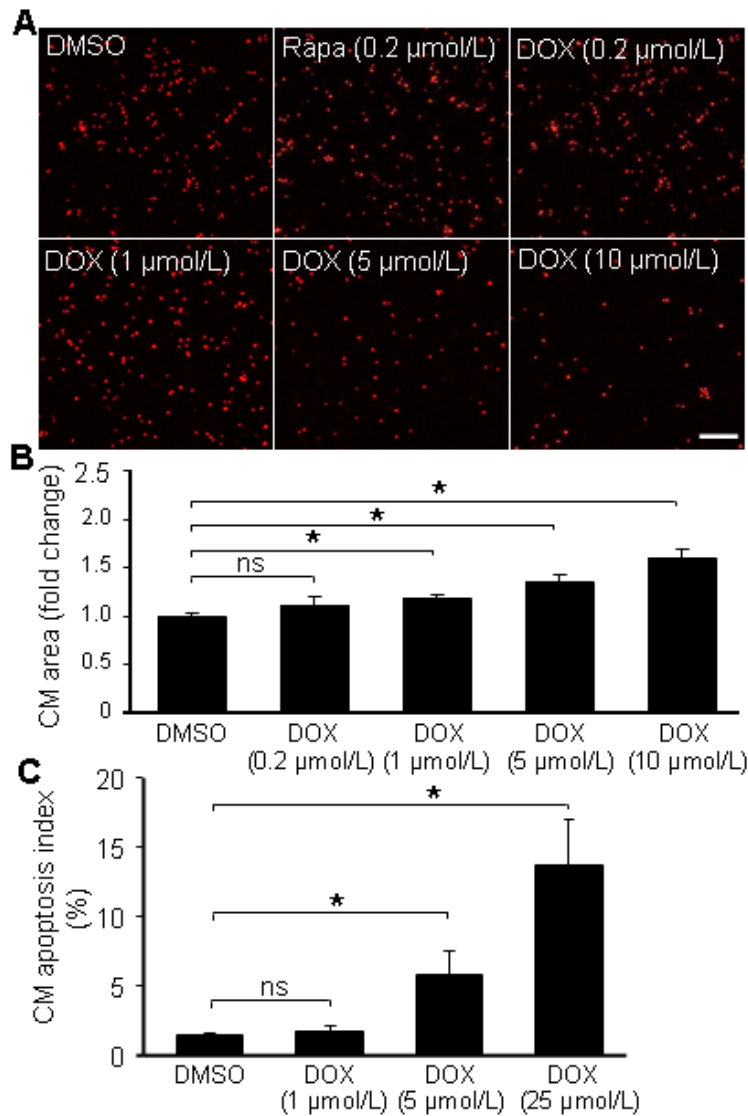 A
DMSO
Rapa (0.2 µmol/L)
DOX (0.2 µmol/L)
DOX (1 µmol/L)
DOX (5 µmol/L)
DOX (10 µmol/L)
B
CM area (fold change)
2.5
2.0
1.5
1.0
0.5
0
ns
*
*
*
DMSO
DOX
(0.2 µmol/L)
DOX
(1 µmol/L)
DOX
(5 µmol/L)
DOX
(10 µmol/L)
C
CM apoptosis index
(%)
20
15
10
5
0
ns
*
*
DMSO
DOX
(1 µmol/L)
DOX
(5 µmol/L)
DOX
(25 µmol/L)